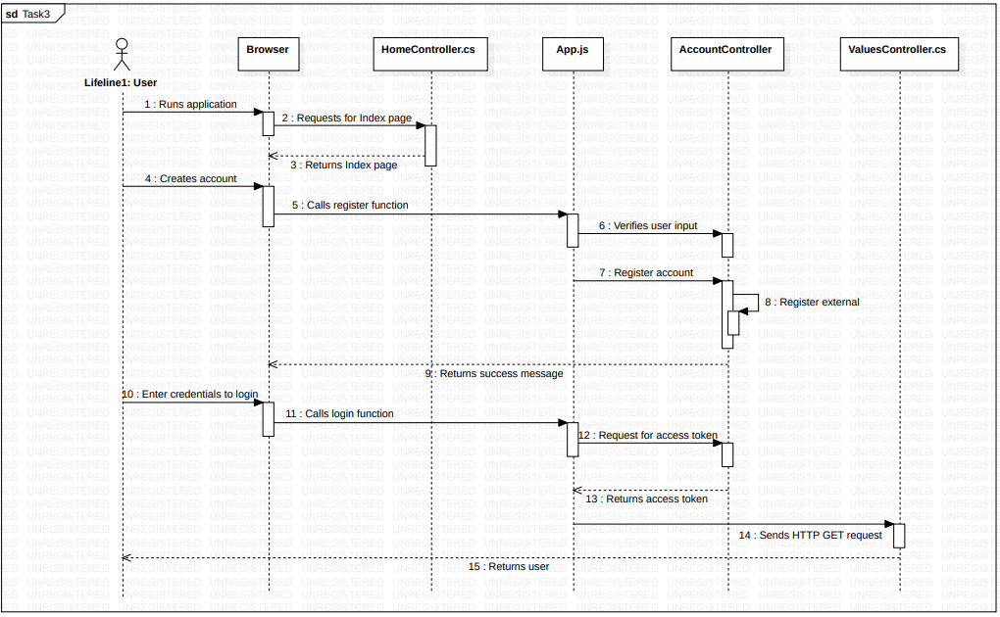 sd Task3
Browser
HomeController.cs
App.js
AccountController
ValuesController.cs
Lifeline1: User
1 : Runs application
2 : Requests for Index page
3 : Returns Index page
4 : Creates account
5 : Calls register function
6 : Verifies user input
7 : Register account
8 : Register external
9 : Returns success message
10 : Enter credentials to login
11 : Calls login function
12 : Request for access token
13 : Returns access token
14 : Sends HTTP GET request
15 : Returns user
UNREGISTERED